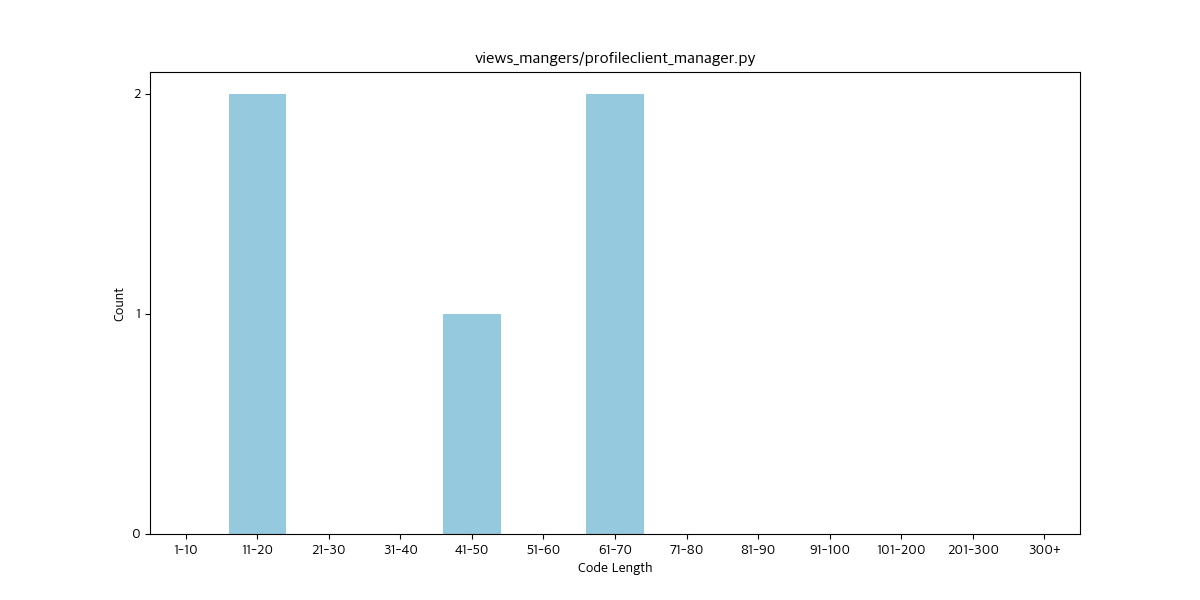 views_mangers/profileclient_manager.py
Count
2
1
0
1-10 11-20 21-30 31-40 41-50 51-60 61-70 71-80 81-90 91-100 101-200 201-300 300+
Code Length